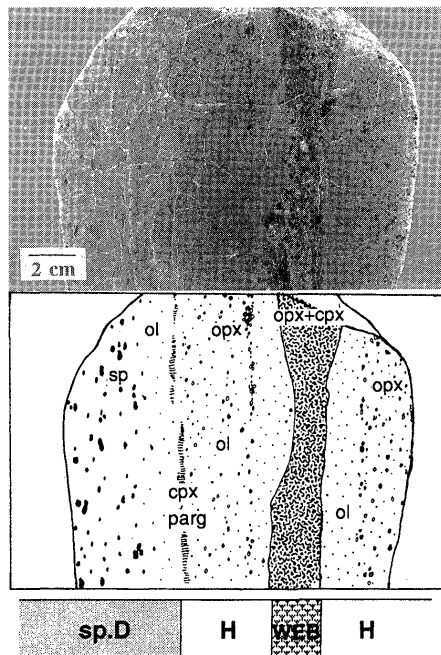 2 cm
opx+cpx
ol
opx
opx
sp
ol
cpx
parg
ol
sp.D
H
WEB
H